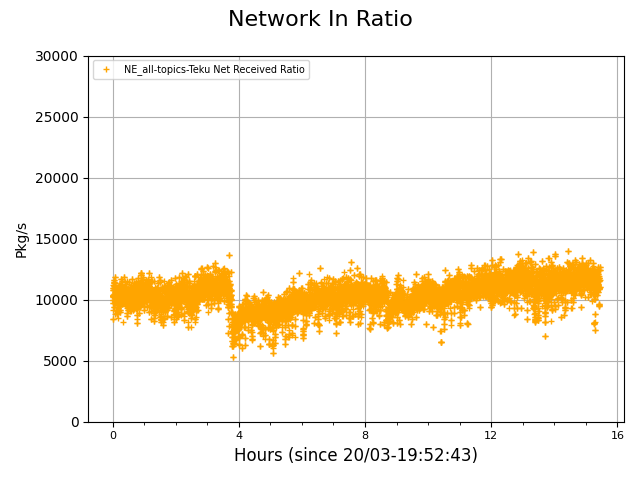 Network In Ratio
30000
NE_all-topics-Teku Net Received Ratio
25000
20000
15000
10000
5000
0
Pkg/s
0 4 8 12 16
Hours (since 20/03-19:52:43)